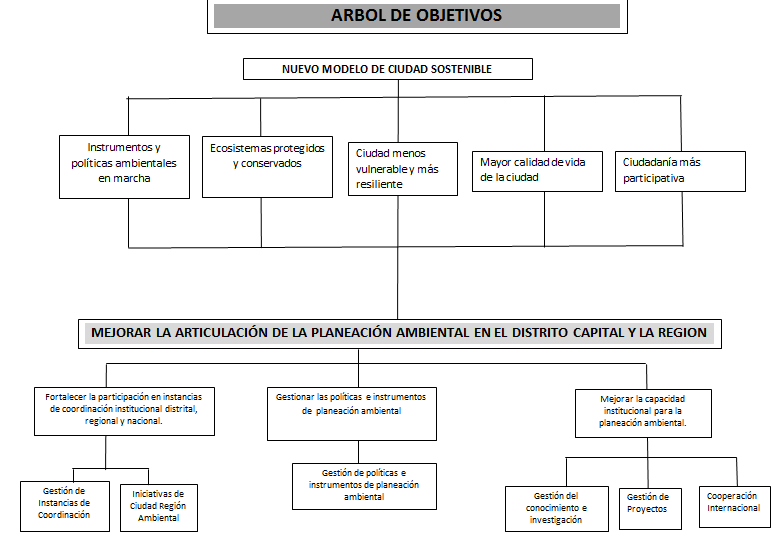 ARBOL DE OBJETIVOS
NUEVO MODELO DE CIUDAD SOSTENIBLE
Instrumentos y
políticas ambientales
en marcha
Ecosistemas protegidos
y conservados
Ciudad menos
vulnerable y más
resiliente
Mayor calidad de vida
de la ciudad
Ciudadanía más
participativa
MEJORAR LA ARTICULACIÓN DE LA PLANEACIÓN AMBIENTAL EN EL DISTRITO CAPITAL Y LA REGION
Fortalecer la participación en instancias
de coordinación institucional distrital,
regional y nacional.
Gestionar las políticas e instrumentos
de planeación ambiental
Mejorar la capacidad
institucional para la
planeación ambiental.
Gestión de
Instancias de
Coordinación
Iniciativas de
Ciudad Región
Ambiental
Gestión de políticas e
instrumentos de planeación
ambiental
Gestión del
conocimiento e
investigación
Gestión de
Proyectos
Cooperación
Internacional